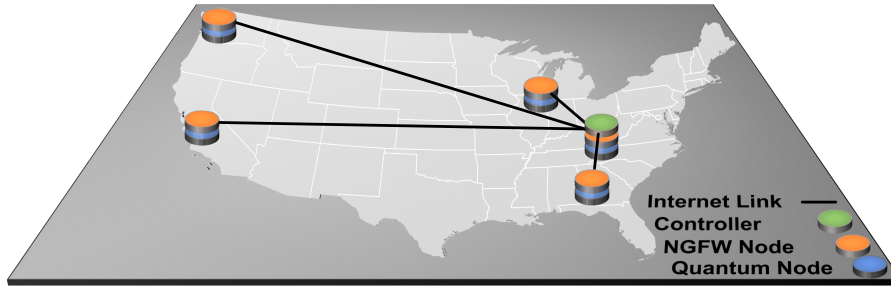 Internet Link
Controller
NGFW Node
Quantum Node